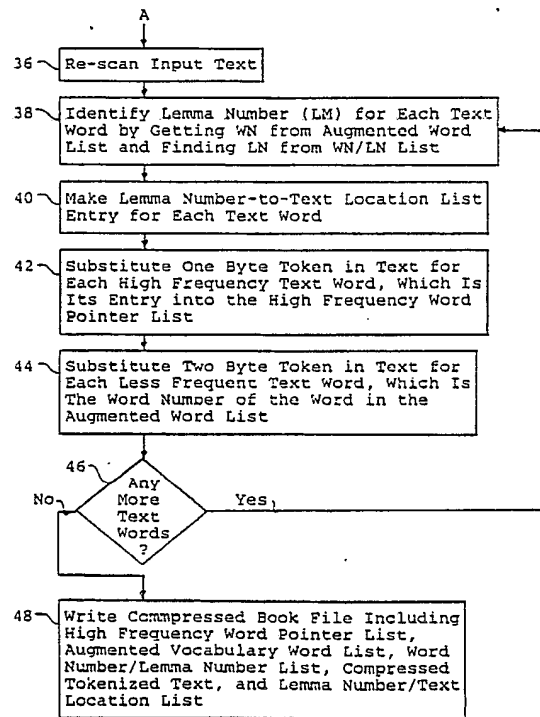 A
36
Re-scan Input Text
38
Identify Lemma Number (LM) for Each Text
Word by Getting WN from Augmented Word
List and Finding LN from WN/LN List
40
Make Lemma Number-to-Text Location List
Entry for Each Text Word
42
Substitute One Byte Token in Text for
Each High Frequency Text Word, Which Is
Its Entry into the High Frequency Word
Pointer List
44
Substitute Two Byte Token in Text for
Each Less Frequent Text Word, Which Is
The Word Number of the Word in the
Augmented Word List
46
Any
More
Text
Words
?
No
Yes
48
Write Commpressed Book File Including
High Frequency Word Pointer List,
Augmented Vocabulary Word List, Word
Number/Lemma Number List, Compressed
Tokenized Text, and Lemma Number/Text
Location List